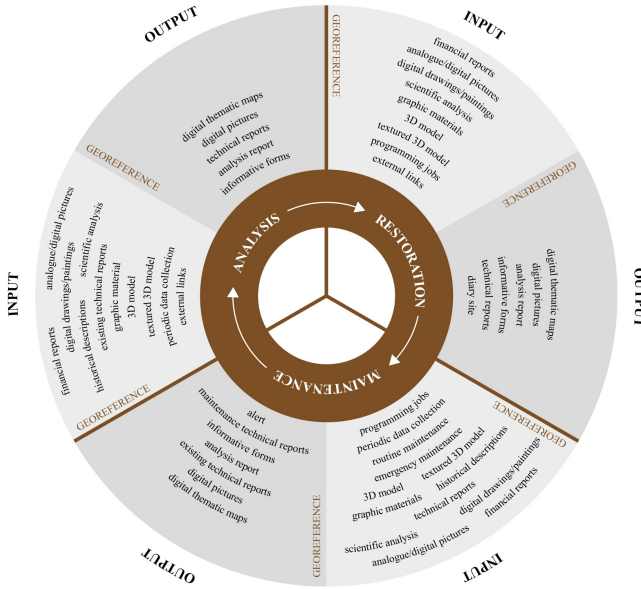 OUTPUT
INPUT
GEOREFERENCE
financial reports
analogue/digital pictures
digital drawings/paintings
scientific analysis
graphic materials
3D model
textured 3D model
programming jobs
external links
GEOREFERENCE
digital thematic maps
digital pictures
technical reports
analysis report
informative forms
GEOREFERENCE
ANALYSIS
RESTORATION
MAINTENANCE
OUTPUT
digital thematic maps
digital pictures
analysis report
informative forms
technical reports
diary site
INPUT
analogue/digital pictures
scientific analysis
financial reports
digital drawings/paintings
historical descriptions
existing technical reports
graphic material
3D model
textured 3D model
periodic data collection
external links
GEOREFERENCE
GEOREFERENCE
programming jobs
periodic data collection
routine maintenance
emergency maintenance
3D model
textured 3D model
graphic materials
historical descriptions
technical reports
digital drawings/paintings
financial reports
scientific analysis
analogue/digital pictures
INPUT
alert
maintenance technical reports
informative forms
analysis report
existing technical reports
digital pictures
digital thematic maps
GEOREFERENCE
OUTPUT